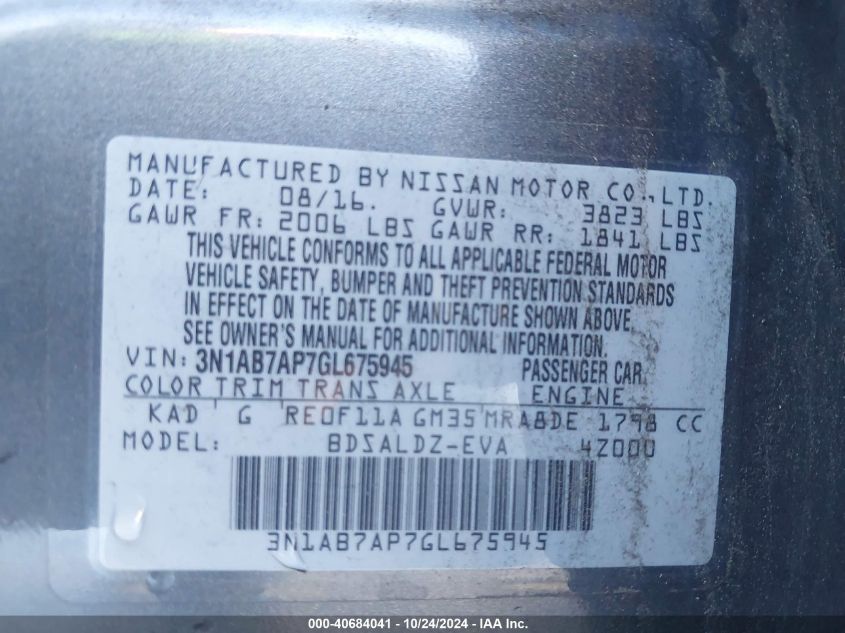 MANUFACTURED BY NISSAN MOTOR CO., LTD.
DATE: 08/16. GVWR: 3823 LBS
GAWR FR: 2006 LBS GAWR RR: 1841 LBS
THIS VEHICLE CONFORMS TO ALL APPLICABLE FEDERAL MOTOR
VEHICLE SAFETY, BUMPER AND THEFT PREVENTION STANDARDS
IN EFFECT ON THE DATE OF MANUFACTURE SHOWN ABOVE.
SEE OWNER'S MANUAL FOR ADDITIONAL INFORMATION.
VIN: 3N1AB7AP7GL675945 PASSENGER CAR.
COLOR TRIM TRANS AXLE ENGINE
KAD G RE0F11A GM35 MRA8DE 1798 CC
MODEL: BDSALDZ-EVA 4Z000
3N1AB7AP7GL675945
000-40684041 - 10/24/2024 - IAA Inc.